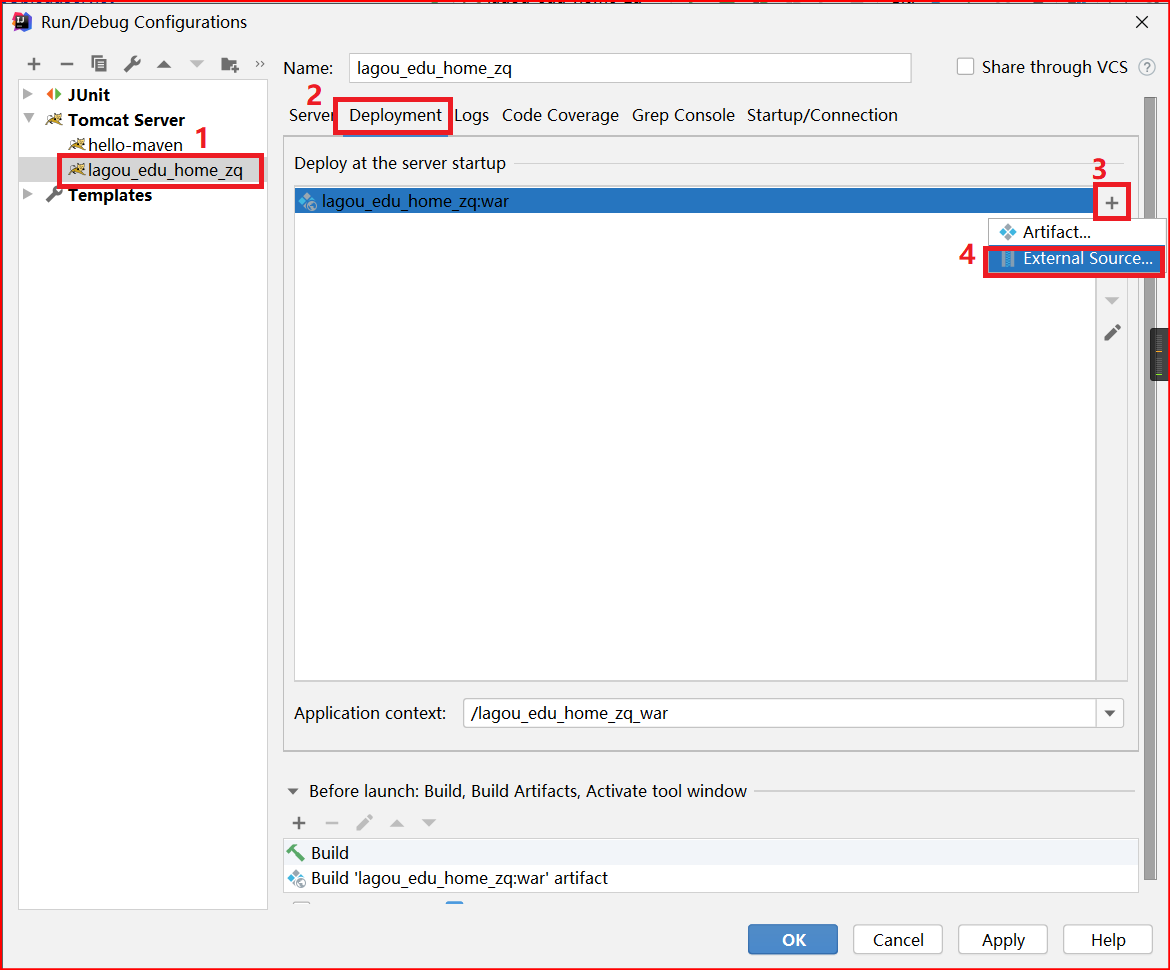 Run/Debug Configurations
Name: lagou_edu_home_zq Share through VCS ?
JUnit
Tomcat Server
hello-maven
1
lagou_edu_home_zq
Templates
2
Server Deployment Logs Code Coverage Grep Console Startup/Connection
Deploy at the server startup
3
lagou_edu_home_zq:war
Artifact...
4
External Source...
Application context: /lagou_edu_home_zq_war
Before launch: Build, Build Artifacts, Activate tool window
Build
Build 'lagou_edu_home_zq:war' artifact
OK Cancel Apply Help